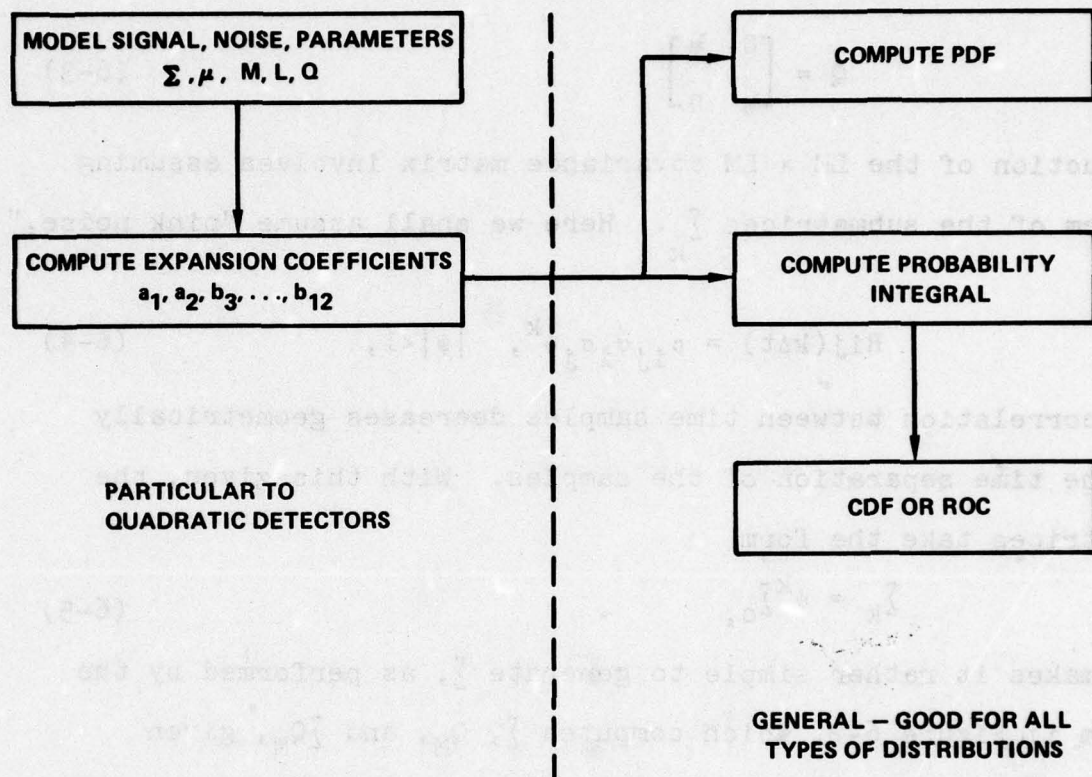 MODEL SIGNAL, NOISE, PARAMETERS
Σ, μ, M, L, Q
COMPUTE EXPANSION COEFFICIENTS
a₁, a₂, b₃, . . ., b₁₂
PARTICULAR TO
QUADRATIC DETECTORS
COMPUTE PDF
COMPUTE PROBABILITY
INTEGRAL
CDF OR ROC
GENERAL – GOOD FOR ALL
TYPES OF DISTRIBUTIONS